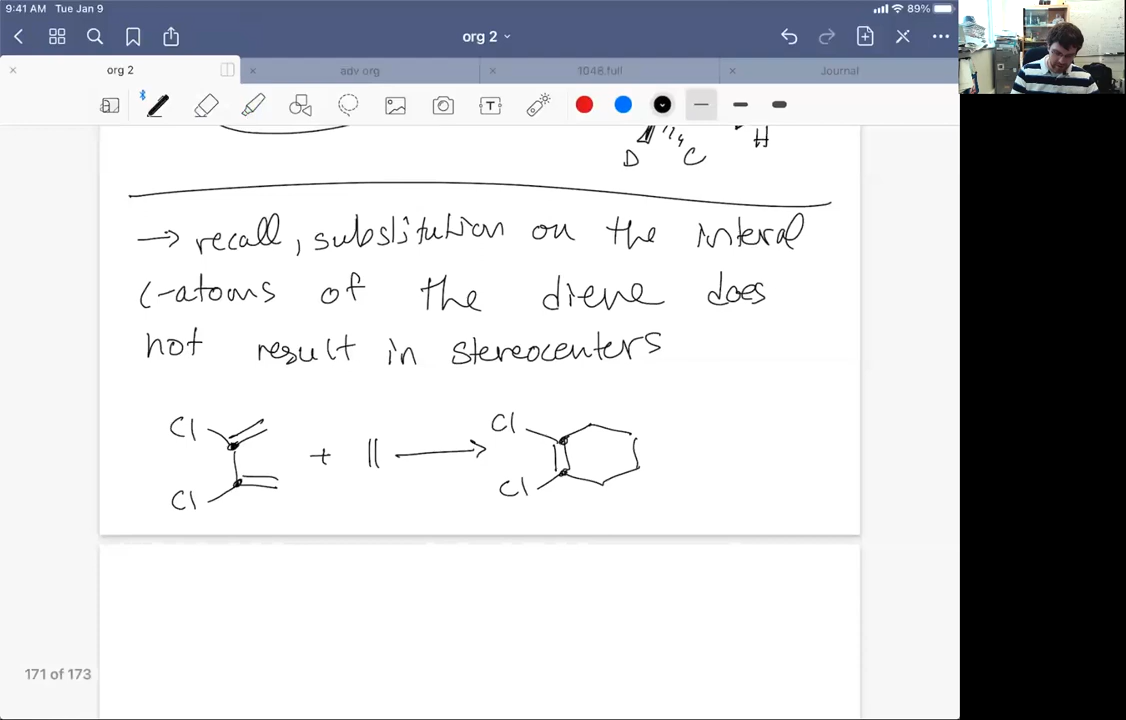 9:41 AM Tue Jan 9
89%
org 2
org 2
adv org
1048.full
Journal
T
D C H
→ recall, substitution on the interal
C-atoms of the diene does
not result in stereocenters
Cl
Cl
+
Cl
Cl
171 of 173